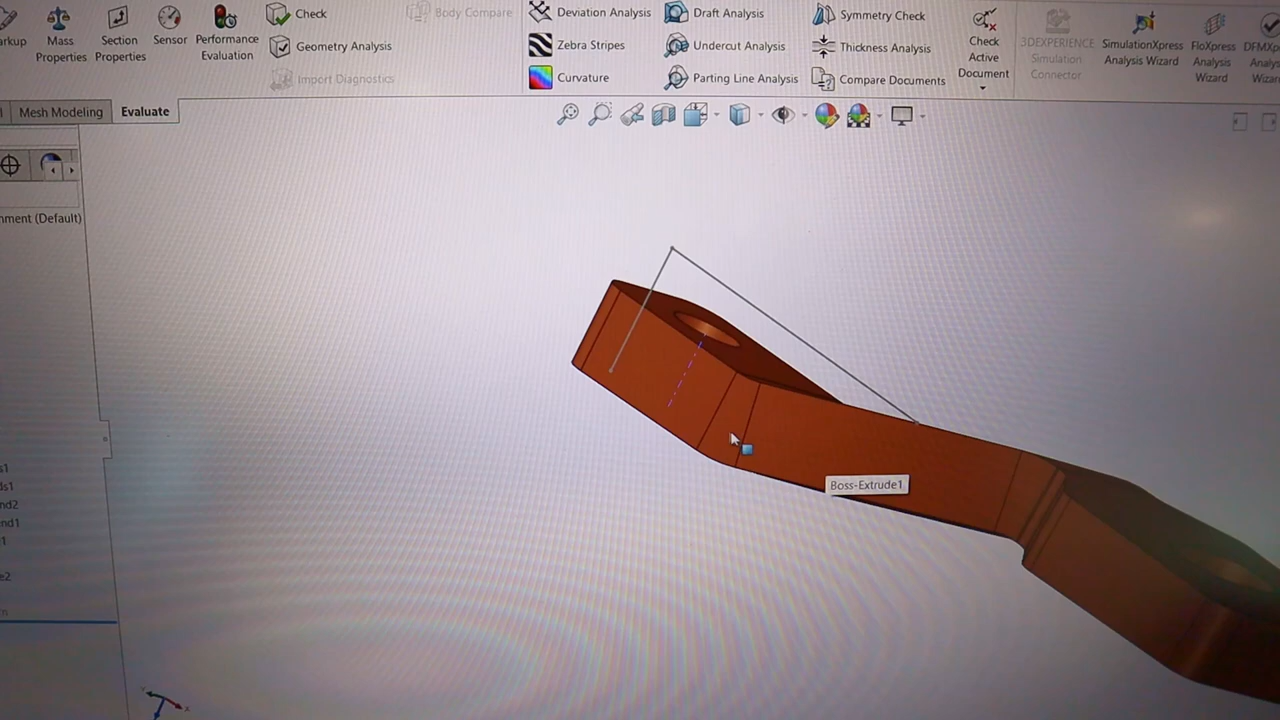 Mass
Properties
Section
Properties
Sensor
Performance
Evaluation
Check
Geometry Analysis
Import Diagnostics
Body Compare
Deviation Analysis
Zebra Stripes
Curvature
Draft Analysis
Undercut Analysis
Parting Line Analysis
Symmetry Check
Thickness Analysis
Compare Documents
Check
Active
Document
3DEXPERIENCE
Simulation
Connector
SimulationXpress
Analysis Wizard
FloXpress
Analysis
Wizard
Mesh Modeling
Evaluate
(Default)
Boss-Extrude1